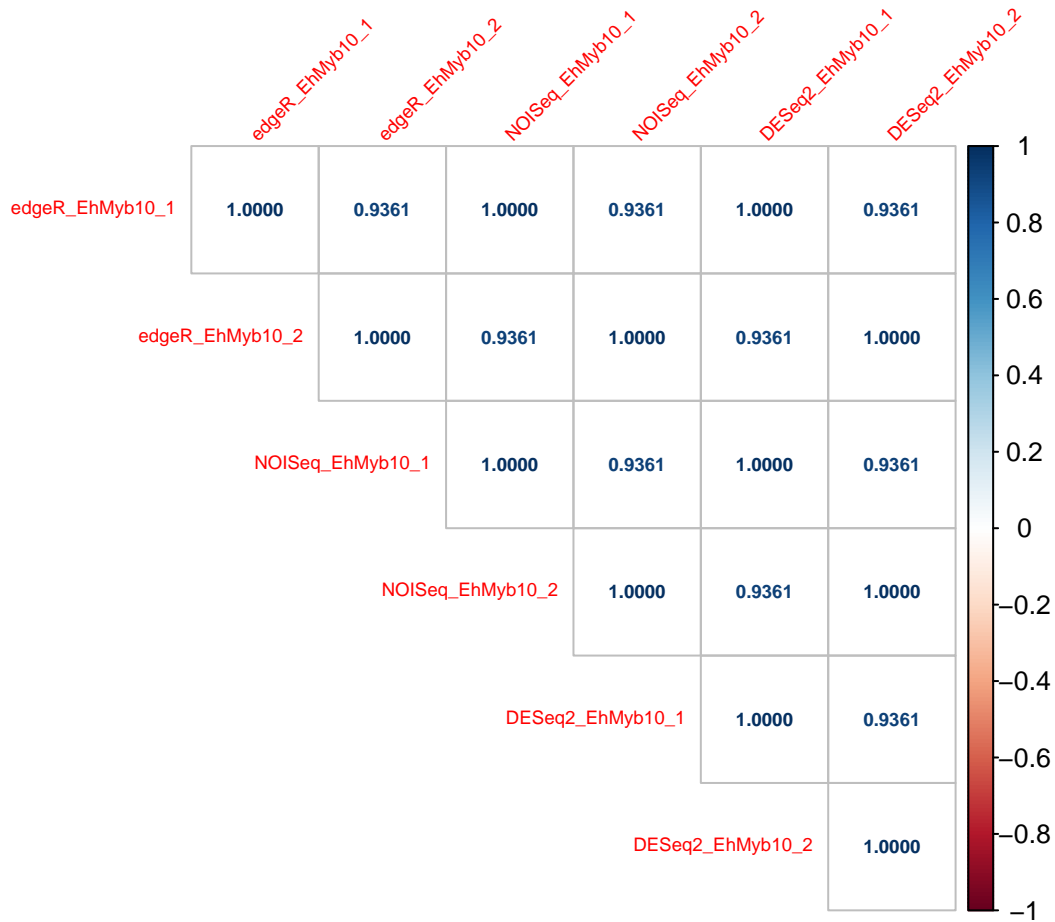 edgeR_EhMyb10_1
edgeR_EhMyb10_2
NOISeq_EhMyb10_1
NOISeq_EhMyb10_2
DESeq2_EhMyb10_1
DESeq2_EhMyb10_2
edgeR_EhMyb10_1 1.0000 0.9361 1.0000 0.9361 1.0000 0.9361
edgeR_EhMyb10_2 1.0000 0.9361 1.0000 0.9361 1.0000
NOISeq_EhMyb10_1 1.0000 0.9361 1.0000 0.9361
NOISeq_EhMyb10_2 1.0000 0.9361 1.0000
DESeq2_EhMyb10_1 1.0000 0.9361
DESeq2_EhMyb10_2 1.0000
1
0.8
0.6
0.4
0.2
0
−0.2
−0.4
−0.6
−0.8
−1